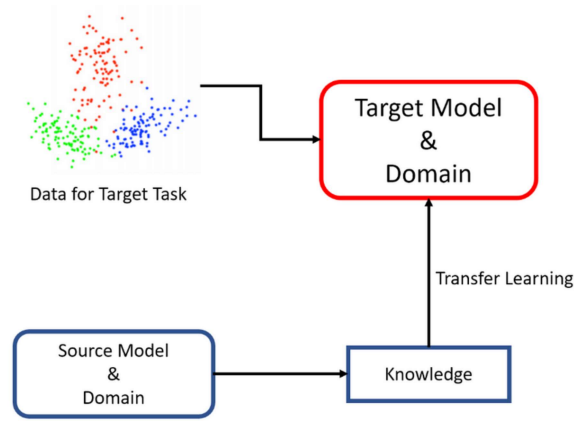 Target Model
&
Domain
Data for Target Task
Transfer Learning
Source Model
&
Domain
Knowledge